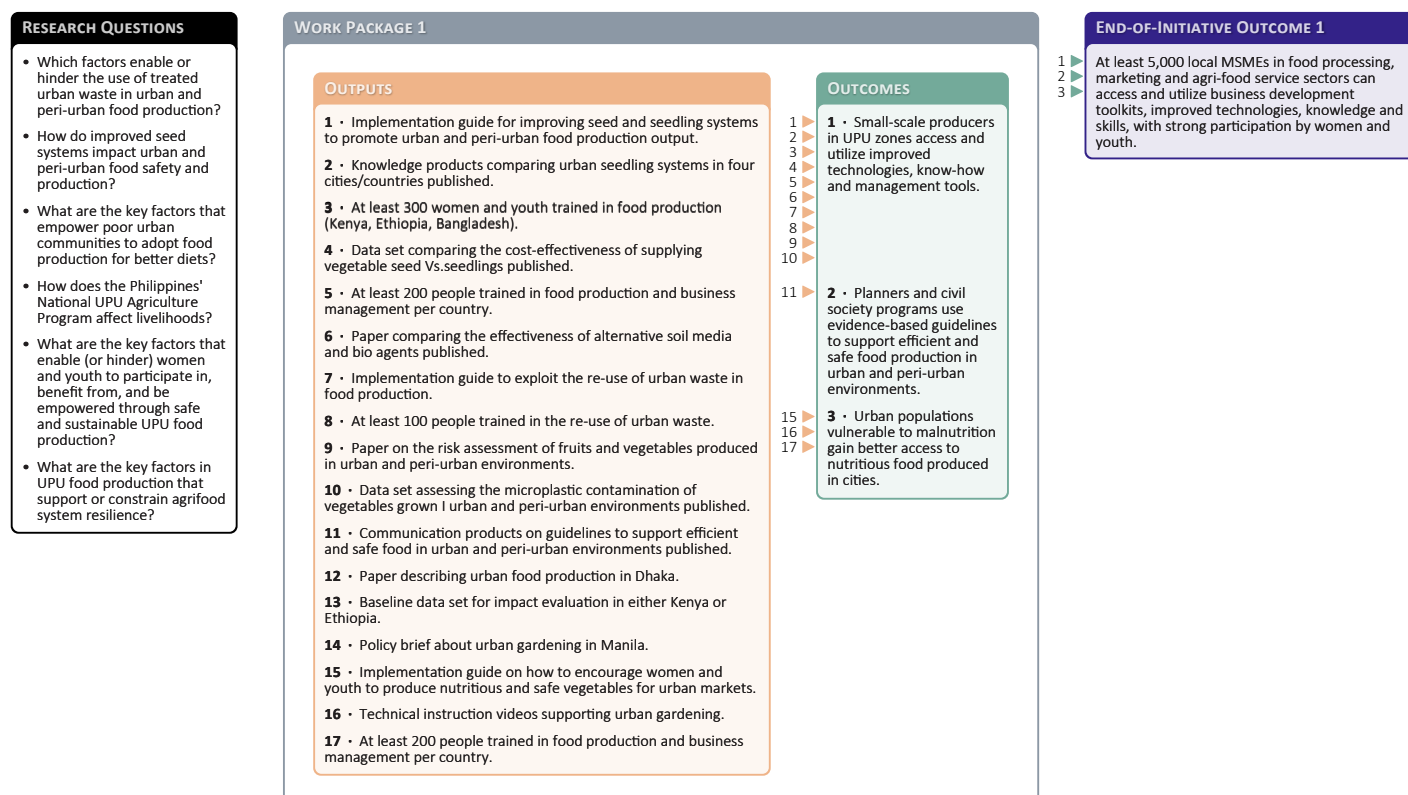 RESEARCH QUESTIONS
• Which factors enable or
hinder the use of treated
urban waste in urban and
peri-urban food production?
• How do improved seed
systems impact urban and
peri-urban food safety and
production?
• What are the key factors that
empower poor urban
communities to adopt food
production for better diets?
• How does the Philippines'
National UPU Agriculture
Program affect livelihoods?
• What are the key factors that
enable (or hinder) women
and youth to participate in,
benefit from, and be
empowered through safe
and sustainable UPU food
production?
• What are the key factors in
UPU food production that
support or constrain agrifood
system resilience?
WORK PACKAGE 1
OUTPUTS
1 · Implementation guide for improving seed and seedling systems
to promote urban and peri-urban food production output.
2 · Knowledge products comparing urban seedling systems in four
cities/countries published.
3 · At least 300 women and youth trained in food production
(Kenya, Ethiopia, Bangladesh).
4 · Data set comparing the cost-effectiveness of supplying
vegetable seed Vs.seedlings published.
5 · At least 200 people trained in food production and business
management per country.
6 · Paper comparing the effectiveness of alternative soil media
and bio agents published.
7 · Implementation guide to exploit the re-use of urban waste in
food production.
8 · At least 100 people trained in the re-use of urban waste.
9 · Paper on the risk assessment of fruits and vegetables produced
in urban and peri-urban environments.
10 · Data set assessing the microplastic contamination of
vegetables grown I urban and peri-urban environments published.
11 · Communication products on guidelines to support efficient
and safe food in urban and peri-urban environments published.
12 · Paper describing urban food production in Dhaka.
13 · Baseline data set for impact evaluation in either Kenya or
Ethiopia.
14 · Policy brief about urban gardening in Manila.
15 · Implementation guide on how to encourage women and
youth to produce nutritious and safe vegetables for urban markets.
16 · Technical instruction videos supporting urban gardening.
17 · At least 200 people trained in food production and business
management per country.
OUTCOMES
1
2
3
4
5
6
7
8
9
10
1 · Small-scale producers
in UPU zones access and
utilize improved
technologies, know-how
and management tools.
11
2 · Planners and civil
society programs use
evidence-based guidelines
to support efficient and
safe food production in
urban and peri-urban
environments.
15
16
17
3 · Urban populations
vulnerable to malnutrition
gain better access to
nutritious food produced
in cities.
END-OF-INITIATIVE OUTCOME 1
1
2
3
At least 5,000 local MSMEs in food processing,
marketing and agri-food service sectors can
access and utilize business development
toolkits, improved technologies, knowledge and
skills, with strong participation by women and
youth.